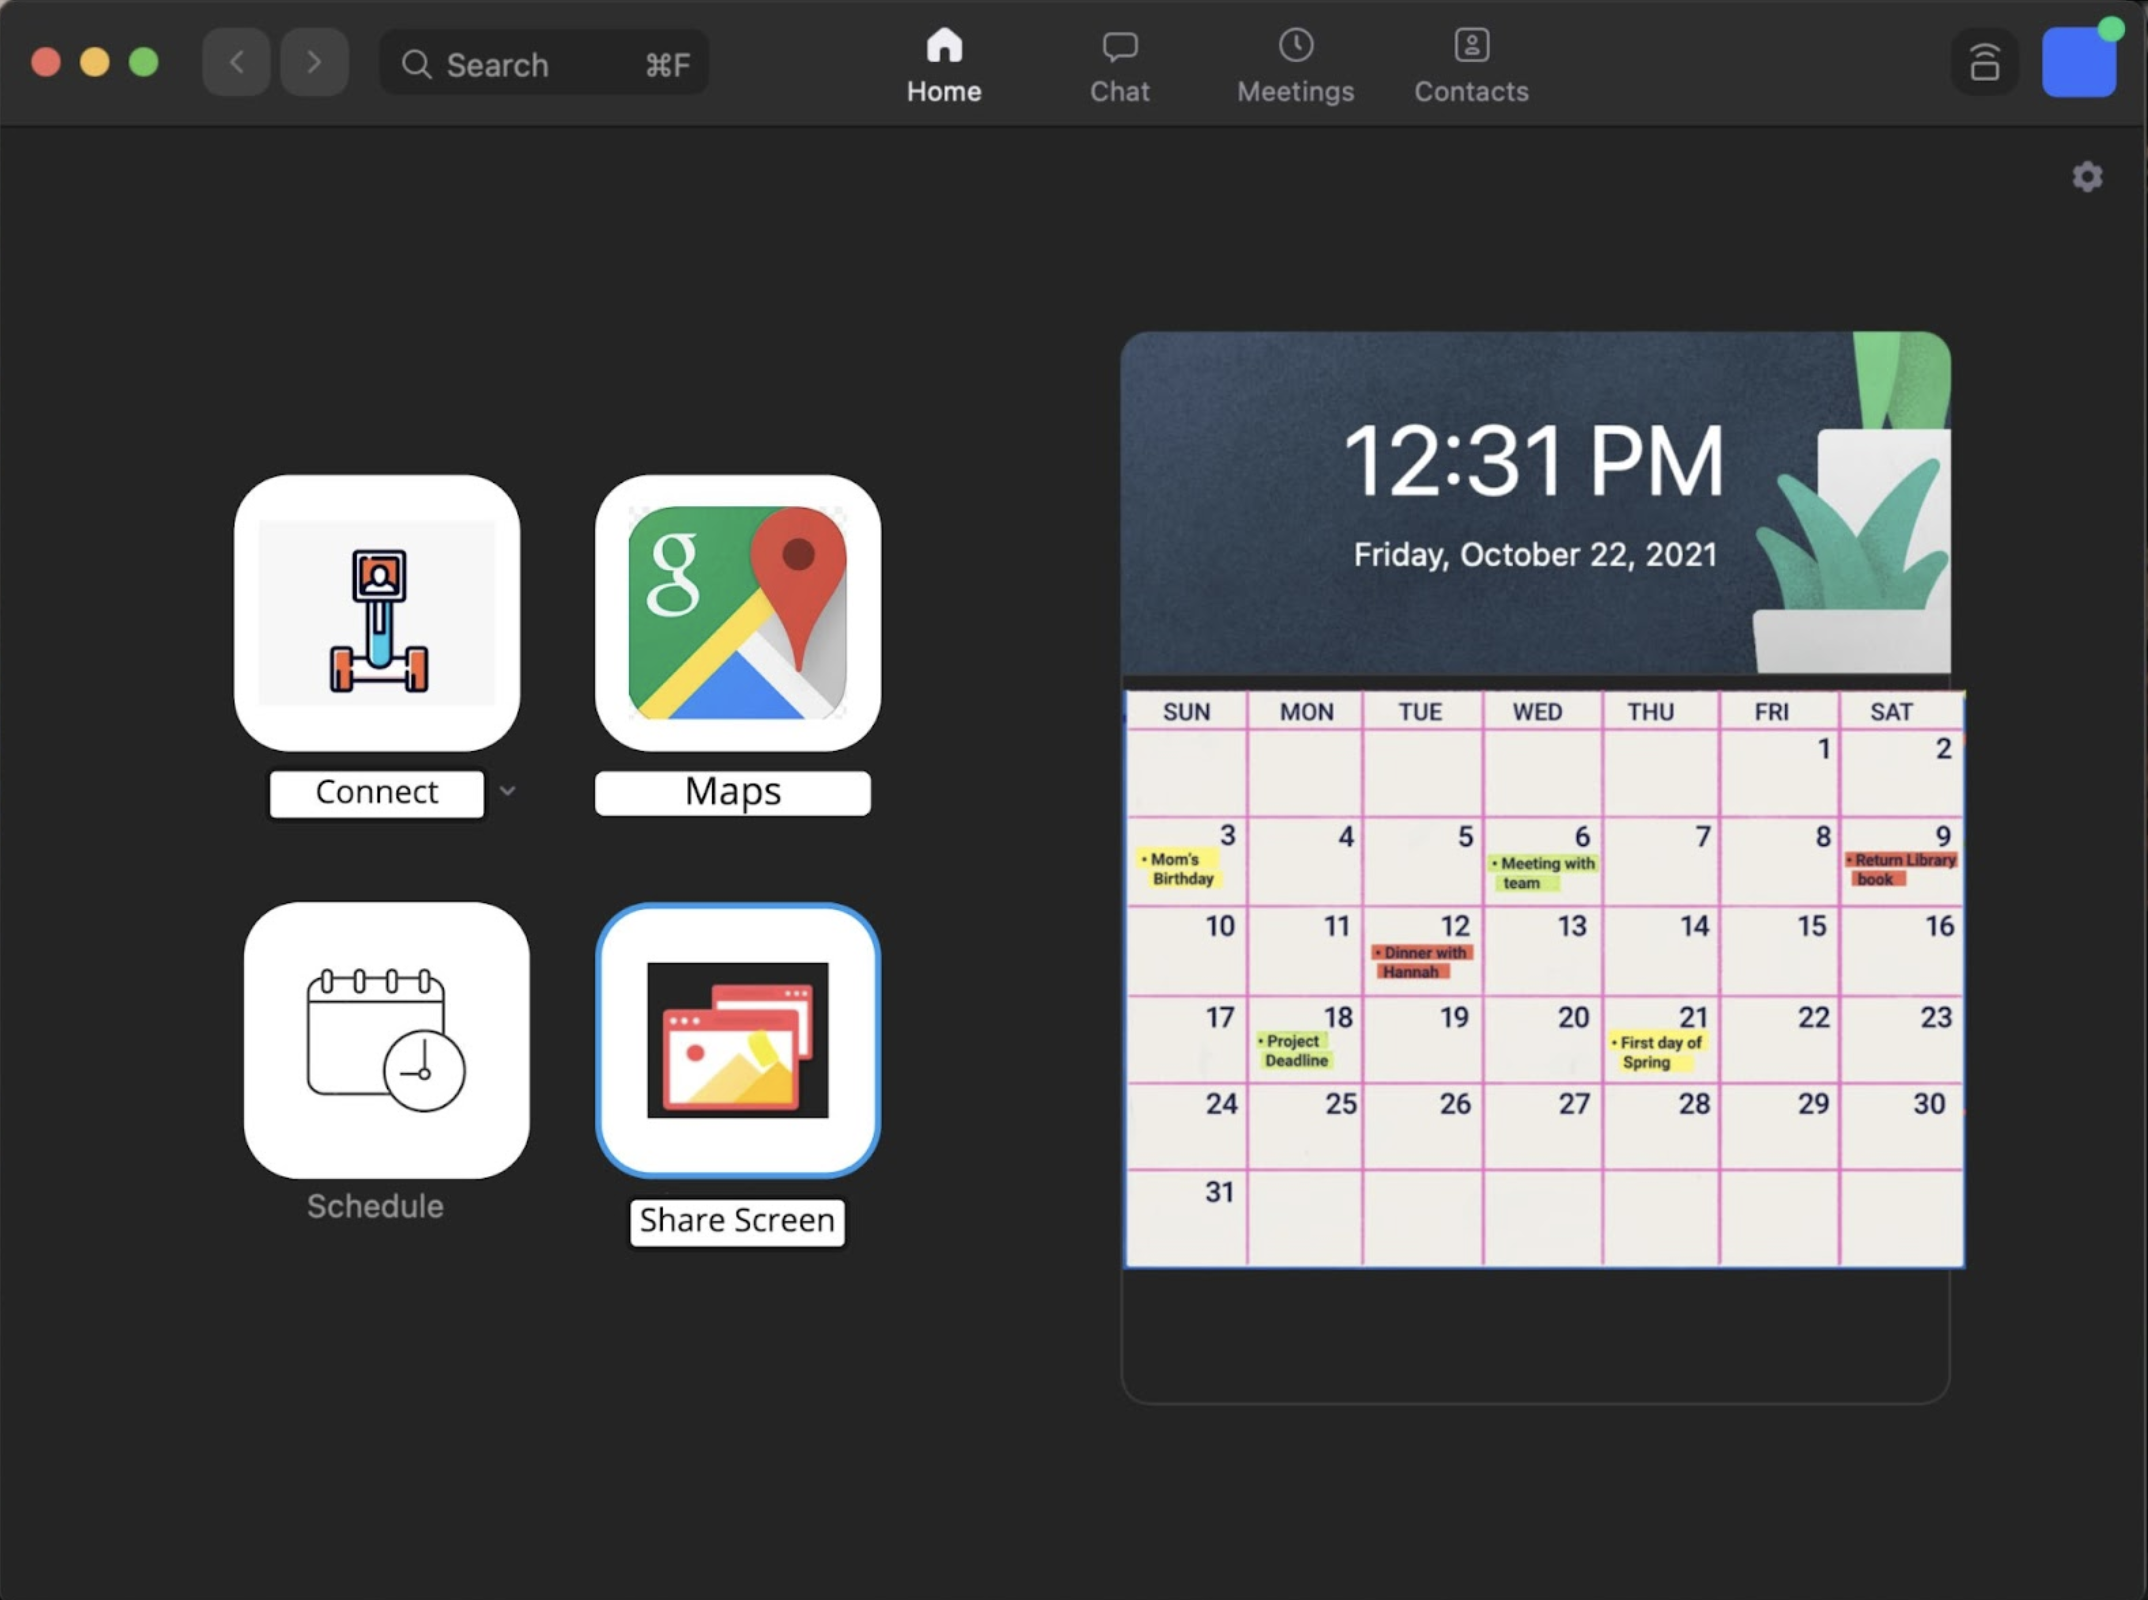 Search ⌘F
Home
Chat
Meetings
Contacts
12:31 PM
Friday, October 22, 2021
g
Connect
Maps
Schedule
Share Screen
SUN MON TUE WED THU FRI SAT
1 2
3 4 5 6 7 8 9
• Mom's
Birthday
• Meeting with
team
• Return Library
book
10 11 12 13 14 15 16
• Dinner with
Hannah
17 18 19 20 21 22 23
• Project
Deadline
• First day of
Spring
24 25 26 27 28 29 30
31